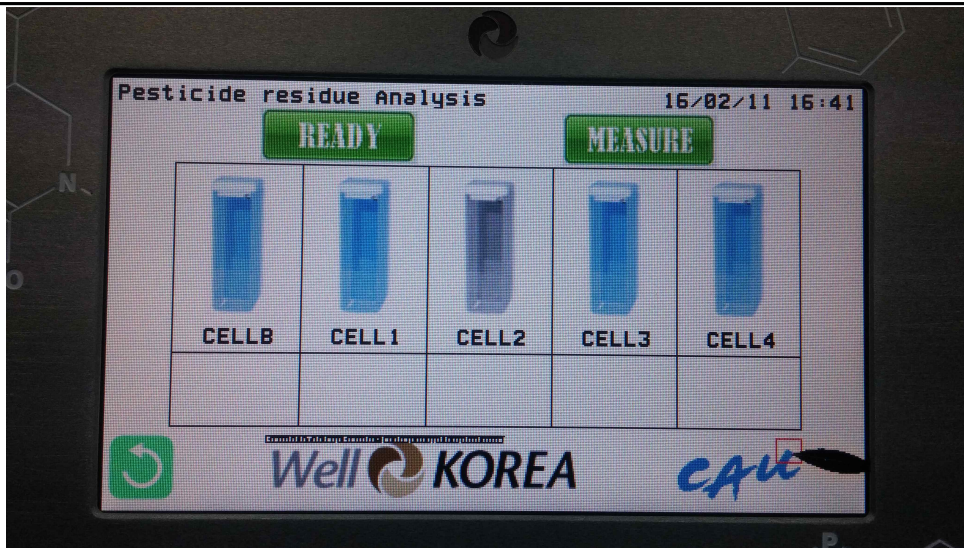 Pesticide residue Analysis 16/02/11 16:41
READY MEASURE
CELLB CELL1 CELL2 CELL3 CELL4
Well KOREA CAU
N
O
P